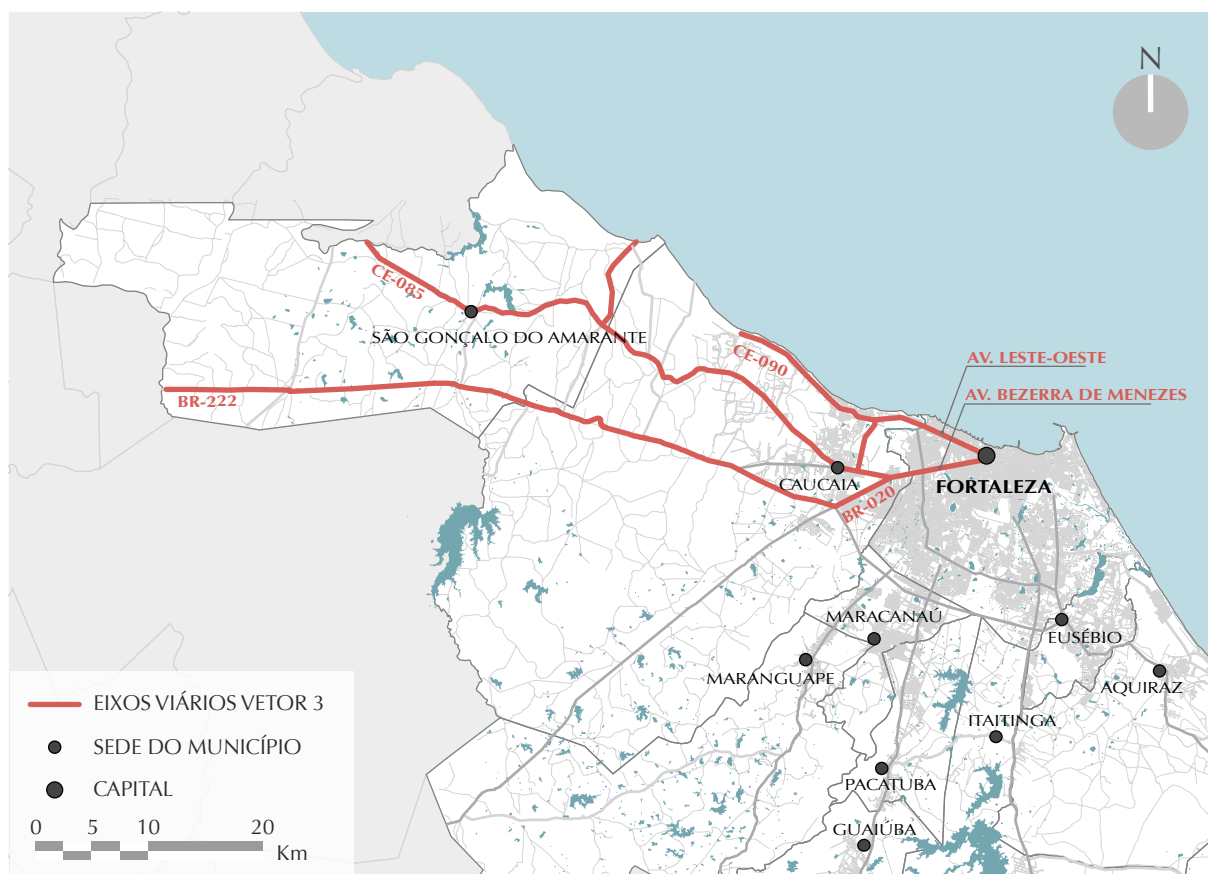 N
CE-085
SÃO GONÇALO DO AMARANTE
CE-090
AV. LESTE-OESTE
BR-222
AV. BEZERRA DE MENEZES
CAUCAIA
FORTALEZA
BR-020
MARACANAÚ
EUSÉBIO
MARANGUAPE
AQUIRAZ
EIXOS VIÁRIOS VETOR 3
ITAITINGA
SEDE DO MUNICÍPIO
PACATUBA
CAPITAL
GUAIÚBA
0 5 10 20
Km